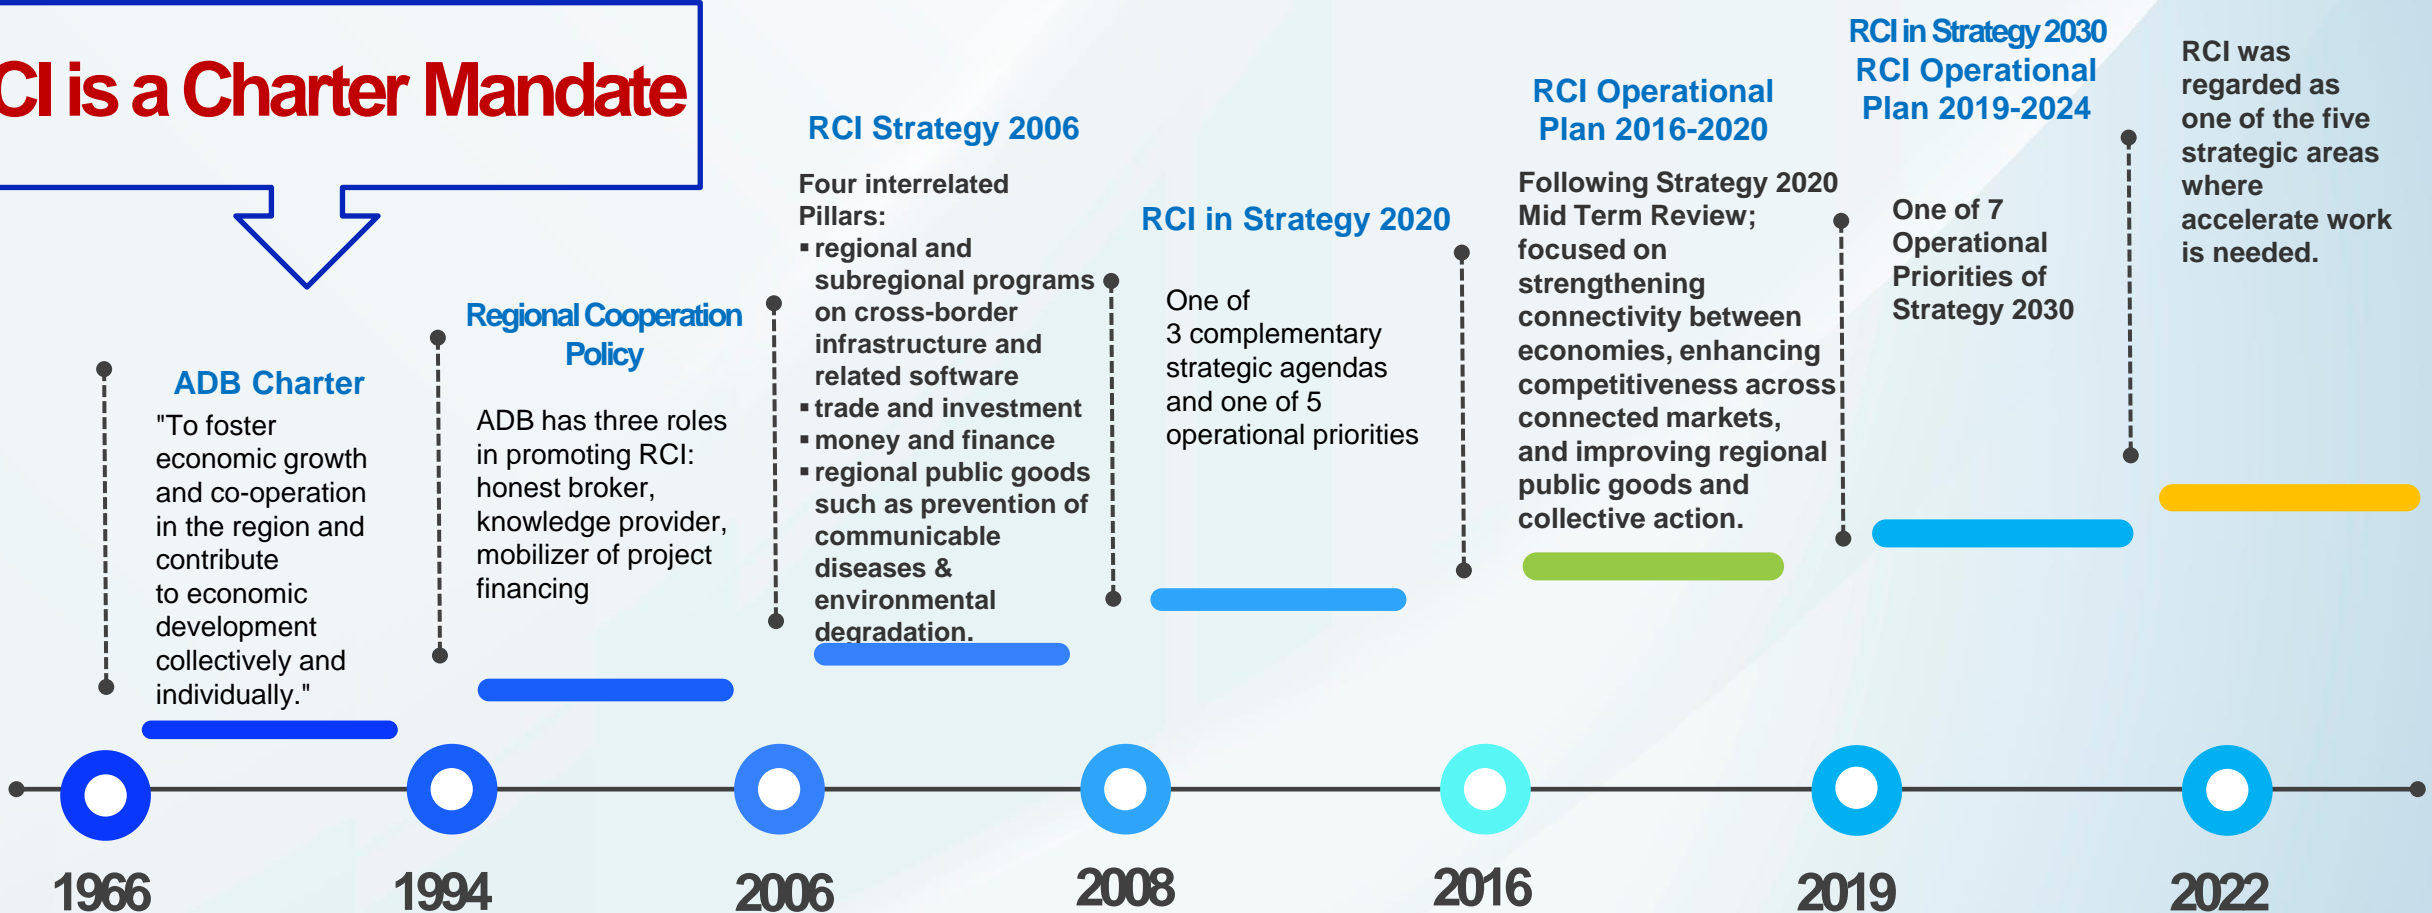 CI is a Charter Mandate
ADB Charter
"To foster
economic growth
and co-operation
in the region and
contribute
to economic
development
collectively and
individually."
Regional Cooperation
Policy
ADB has three roles
in promoting RCI:
honest broker,
knowledge provider,
mobilizer of project
financing
RCI Strategy 2006
Four interrelated
Pillars:
▪ regional and
subregional programs
on cross-border
infrastructure and
related software
▪ trade and investment
▪ money and finance
▪ regional public goods
such as prevention of
communicable
diseases &
environmental
degradation.
RCI in Strategy 2020
One of
3 complementary
strategic agendas
and one of 5
operational priorities
RCI Operational
Plan 2016-2020
Following Strategy 2020
Mid Term Review;
focused on
strengthening
connectivity between
economies, enhancing
competitiveness across
connected markets,
and improving regional
public goods and
collective action.
RCI in Strategy 2030
RCI Operational
Plan 2019-2024
One of 7
Operational
Priorities of
Strategy 2030
RCI was
regarded as
one of the five
strategic areas
where
accelerate work
is needed.
1966
1994
2006
2008
2016
2019
2022